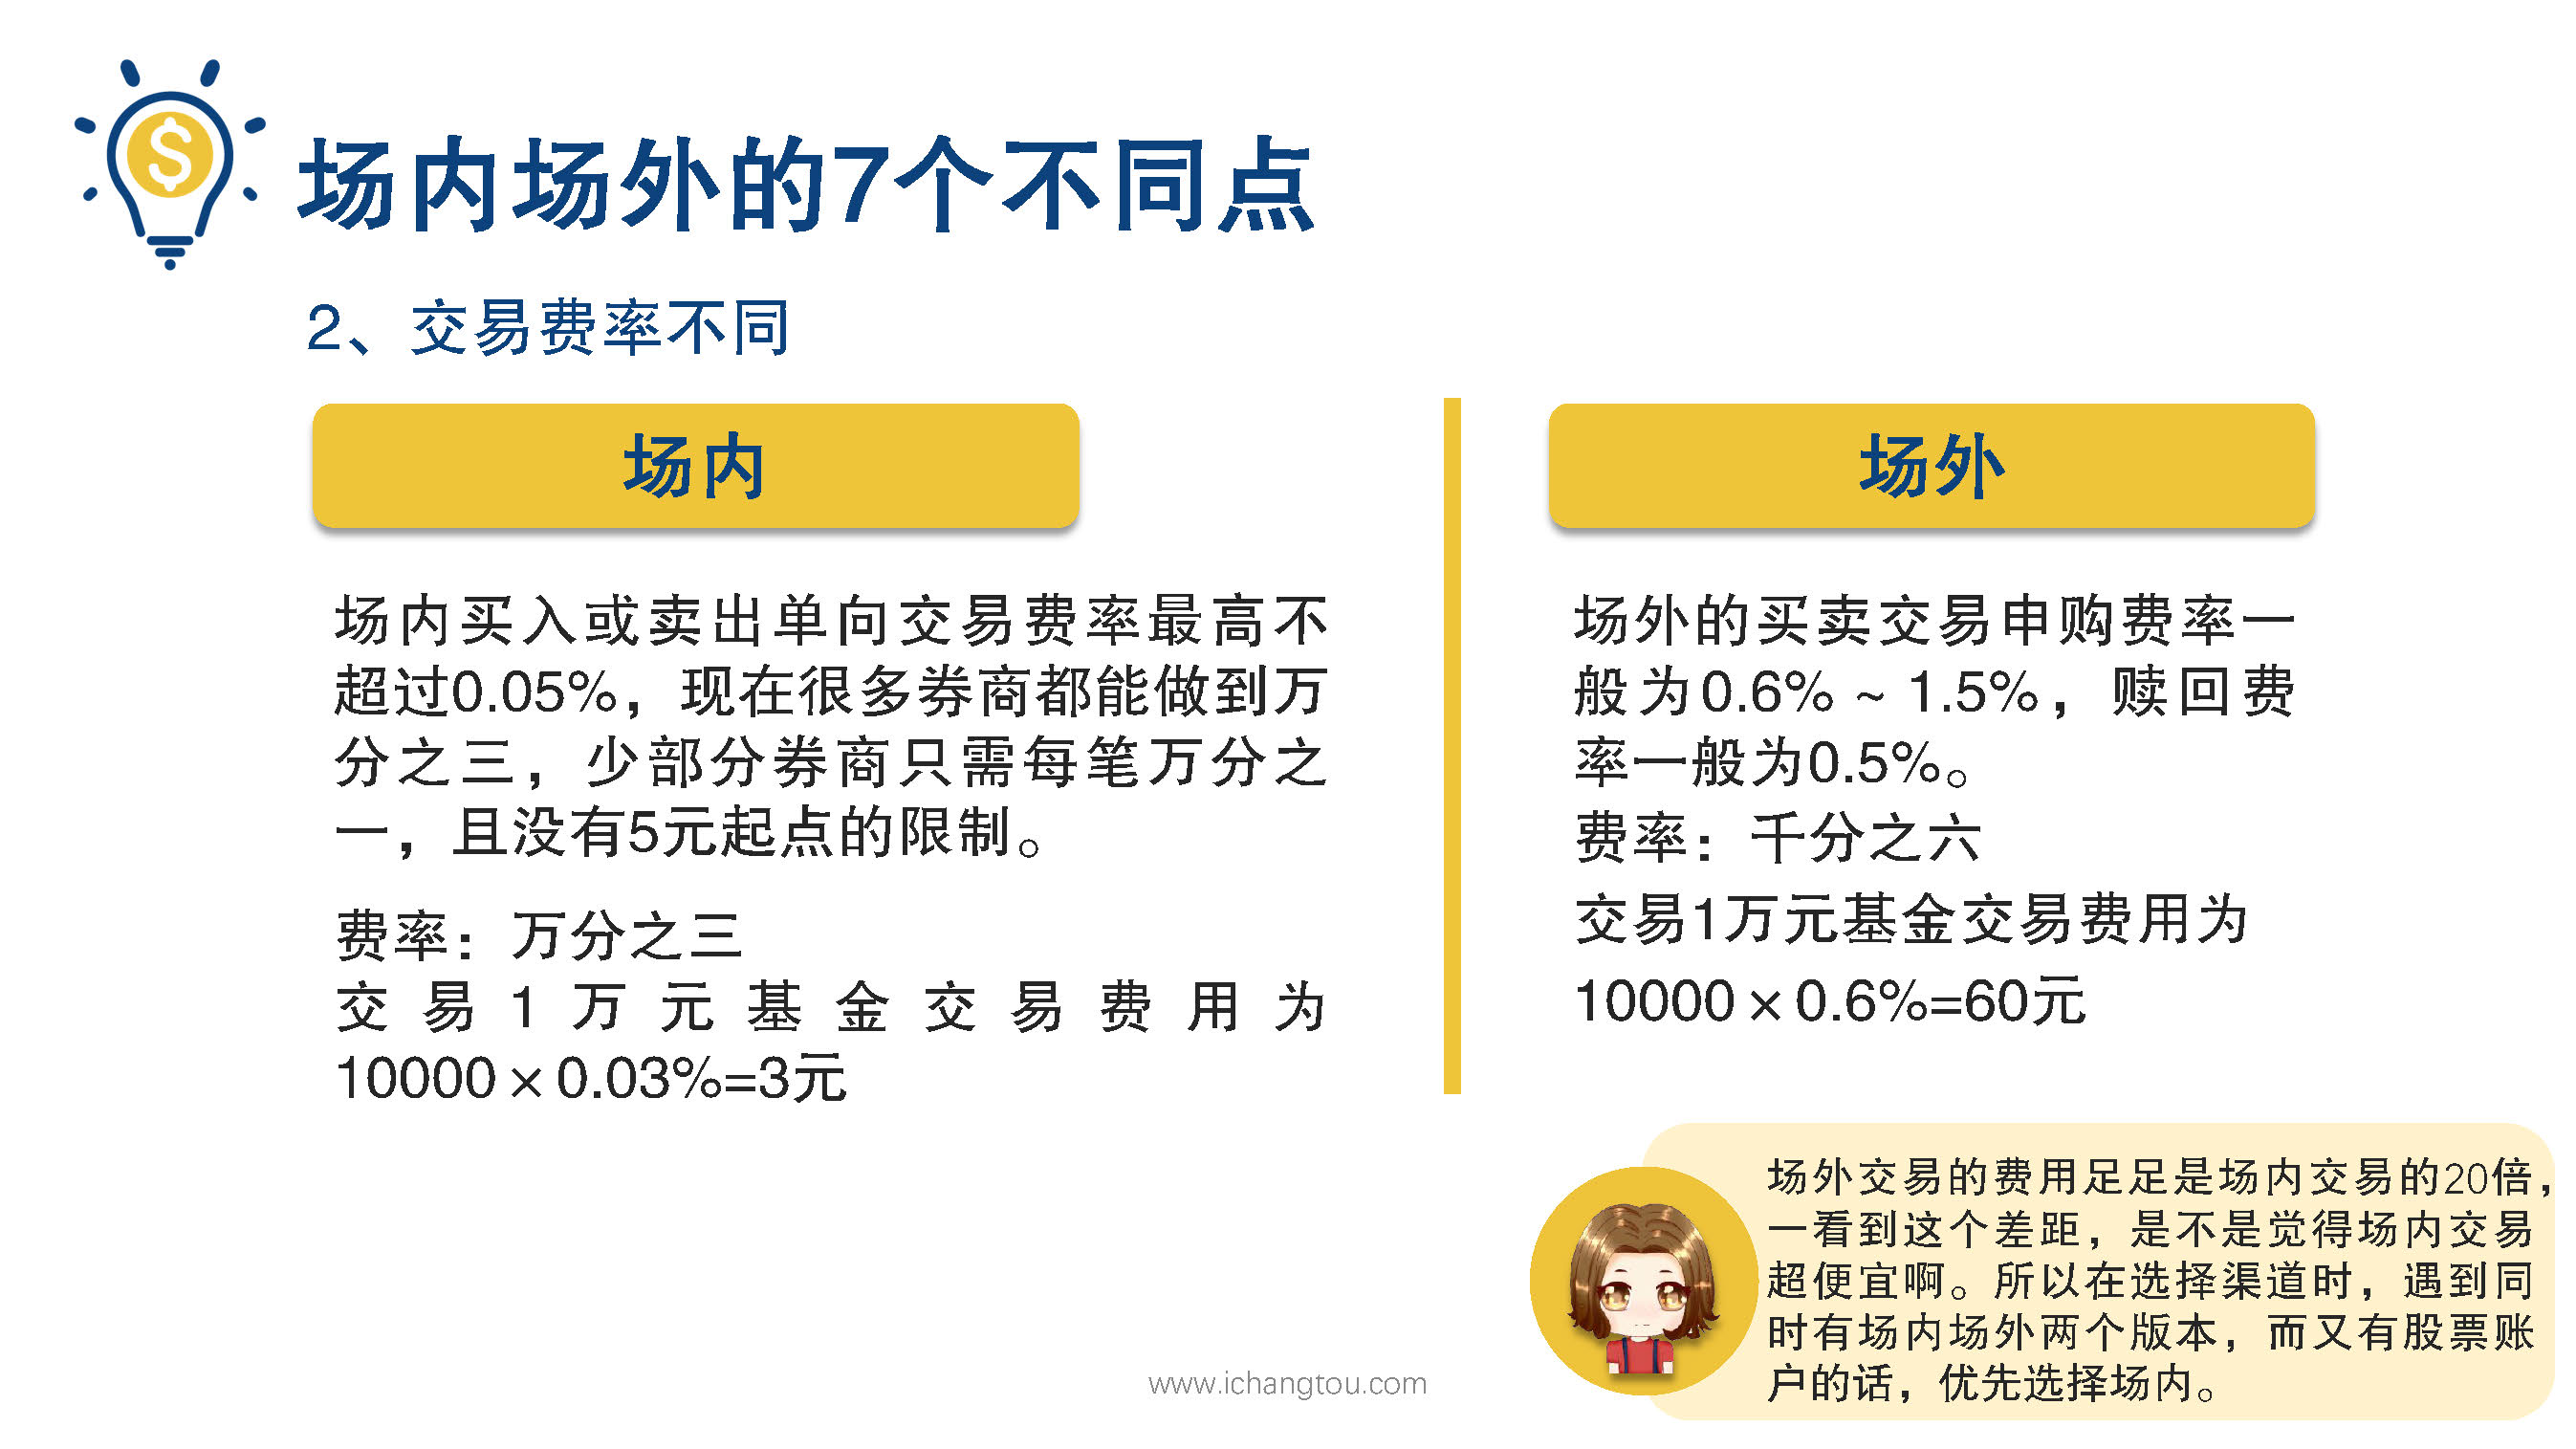 场内场外的7个不同点
2、交易费率不同
场内
场内买入或卖出单向交易费率最高不
超过0.05%，现在很多券商都能做到万
分之三，少部分券商只需每笔万分之
一，且没有5元起点的限制。
费率：万分之三
交易1万元基金交易费用为
10000×0.03%=3元
场外
场外的买卖交易申购费率一
般为0.6% ~ 1.5%，赎回费
率一般为0.5%。
费率：千分之六
交易1万元基金交易费用为
10000×0.6%=60元
场外交易的费用足足是场内交易的20倍，
一看到这个差距，是不是觉得场内交易
超便宜啊。所以在选择渠道时，遇到同
时有场内场外两个版本，而又有股票账
户的话，优先选择场内。
www.ichangtou.com